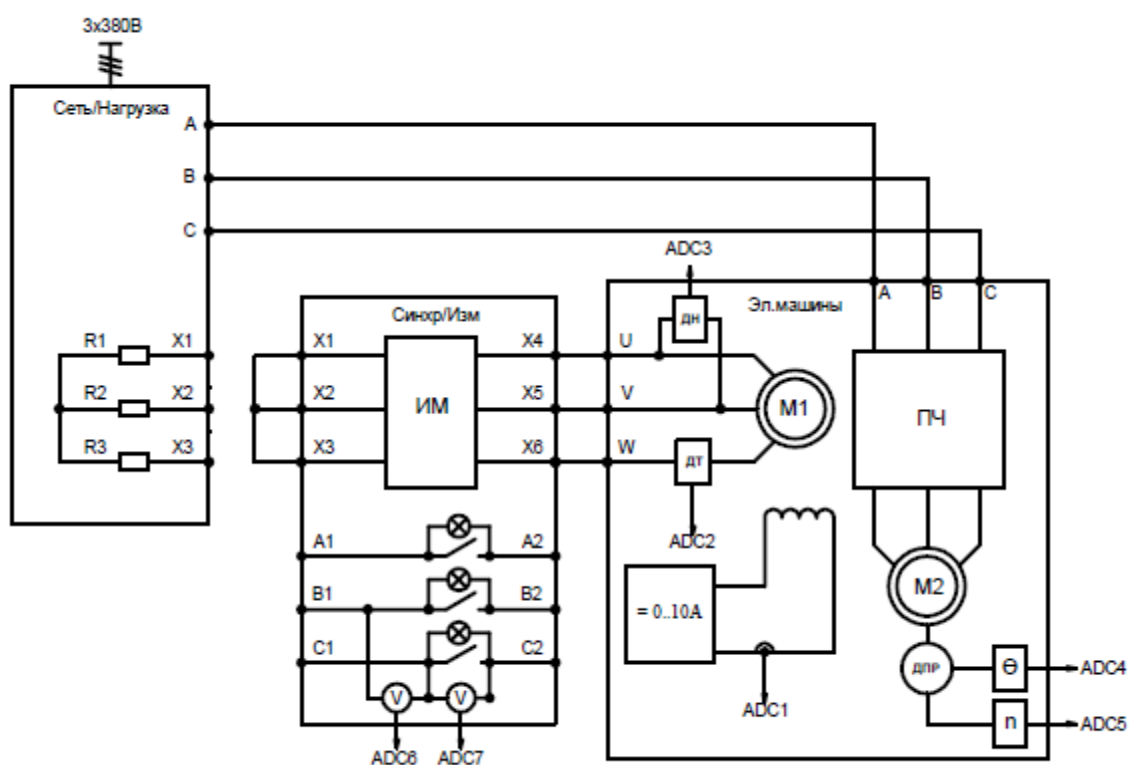 3x380В
Сеть/Нагрузка
A
B
C
R1 X1
R2 X2
R3 X3
Синхр/Изм
X1 X4
X2 ИМ X5
X3 X6
A1 A2
B1 B2
C1 C2
V V
ADC6 ADC7
ADC3
Эл.машины
A B C
ДН
U
V
W
ДТ
M1
ADC2
= 0..10А
ADC1
ПЧ
M2
ДПР
Θ ADC4
n ADC5